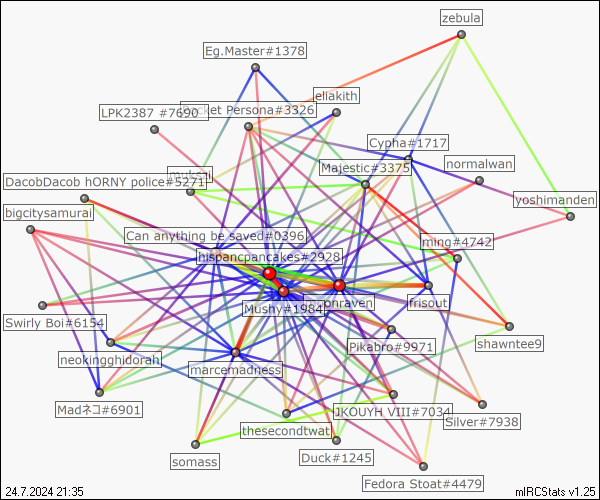 zebula
Eg.Master#1378
eliakith
LPK2387 #7690
Rocket Persona#3326
Cypha#1717
Majestic#3375
normalwan
DacobDacob hORNY police#5271
yoshimanden
bigcitysamurai
Can anything be saved#0396
ming#4742
hispancpancakes#2928
Mushy#1984
onraven
frisout
Swirly Boi#6154
shawntee9
neokingghidorah
Pikabro#9971
marcemadness
Madネコ#6901
JKOUYH VIII#7034
Silver#7938
thesecondtwat
somass
Duck#1245
Fedora Stoat#4479
24.7.2024 21:35
mIRCStats v1.25